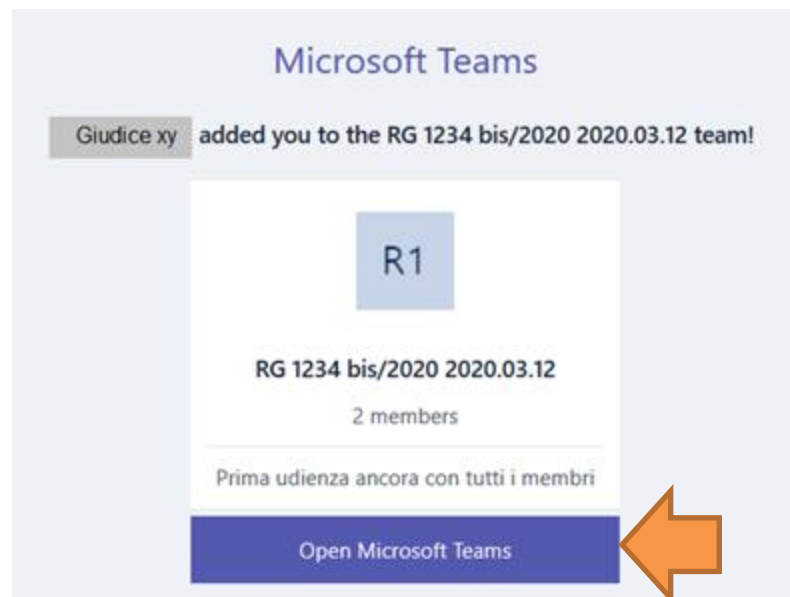 Microsoft Teams
Giudice xy added you to the RG 1234 bis/2020 2020.03.12 team!
R1
RG 1234 bis/2020 2020.03.12
2 members
Prima udienza ancora con tutti i membri
Open Microsoft Teams